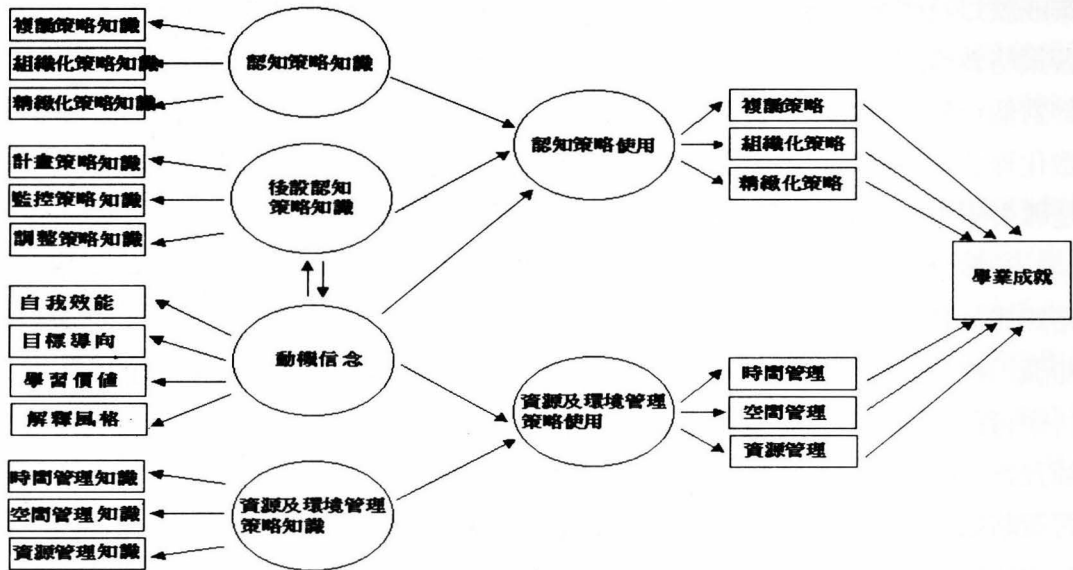 複誦策略知識
組織化策略知識
精緻化策略知識
認知策略知識
計畫策略知識
監控策略知識
調整策略知識
後設認知
策略知識
自我效能
目標導向
學習價值
解釋風格
動機信念
時間管理知識
空間管理知識
資源管理知識
資源及環境管理
策略知識
認知策略使用
複誦策略
組織化策略
精緻化策略
資源及環境管理
策略使用
時間管理
空間管理
資源管理
學業成就